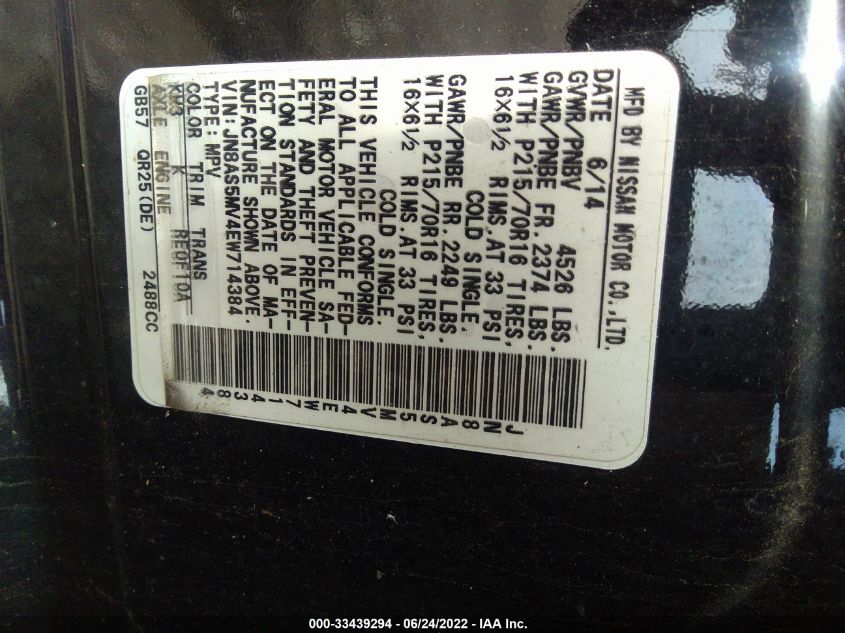 MFD BY NISSAN MOTOR CO.,LTD.
DATE 6/14
GVWR/PNBV 4526 LBS.
GAWR/PNBE FR. 2374 LBS.
WITH P215/70R16 TIRES,
16X6½ RIMS.AT 33 PSI
COLD SINGLE.
GAWR/PNBE RR. 2249 LBS.
WITH P215/70R16 TIRES,
16X6½ RIMS.AT 33 PSI
COLD SINGLE.
THIS VEHICLE CONFORMS
TO ALL APPLICABLE FED-
ERAL MOTOR VEHICLE SA-
FETY AND THEFT PREVEN-
TION STANDARDS IN EFF-
ECT ON THE DATE OF MA-
NUFACTURE SHOWN ABOVE.
VIN:JN8AS5MV4EW714384
TYPE:MPV
COLOR TRIM TRANS
K RE0F10A
AXLE ENGINE
GB57 QR25(DE) 2488CC
JN8AS5MV4EW714384
000-33439294 - 06/24/2022 - IAA Inc.